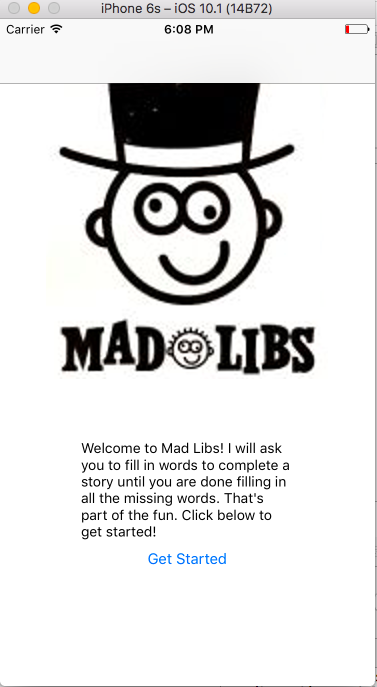 iPhone 6s – iOS 10.1 (14B72)
Carrier 6:08 PM
MAD LIBS
Welcome to Mad Libs! I will ask
you to fill in words to complete a
story until you are done filling in
all the missing words. That's
part of the fun. Click below to
get started!
Get Started